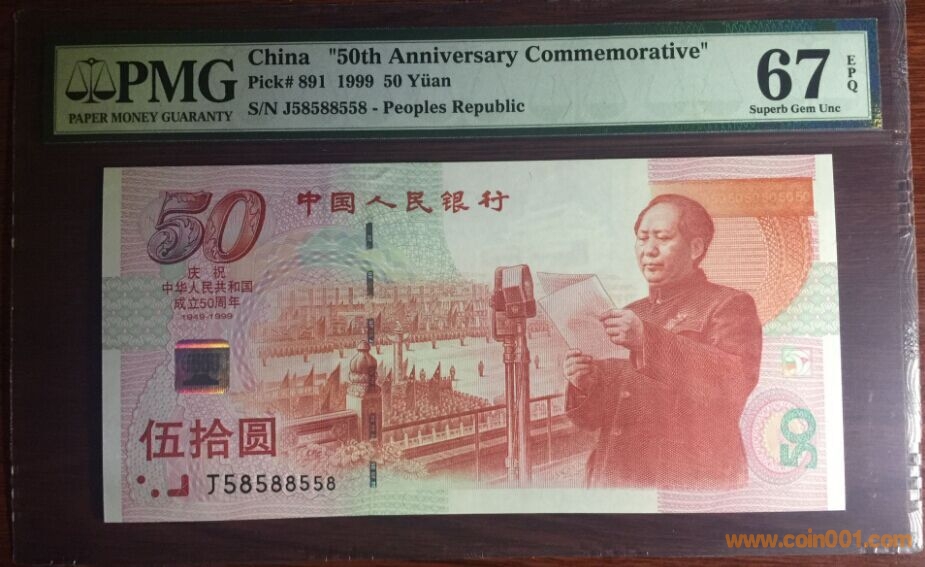 PMG
PAPER MONEY GUARANTY
China "50th Anniversary Commemorative"
Pick# 891 1999 50 Yüan
S/N J58588558 - Peoples Republic
67
EPQ
Superb Gem Unc
50
中国人民银行
505050505050
庆祝
中华人民共和国
成立50周年
1949-1999
伍拾圆
J58588558
50
www.coin001.com